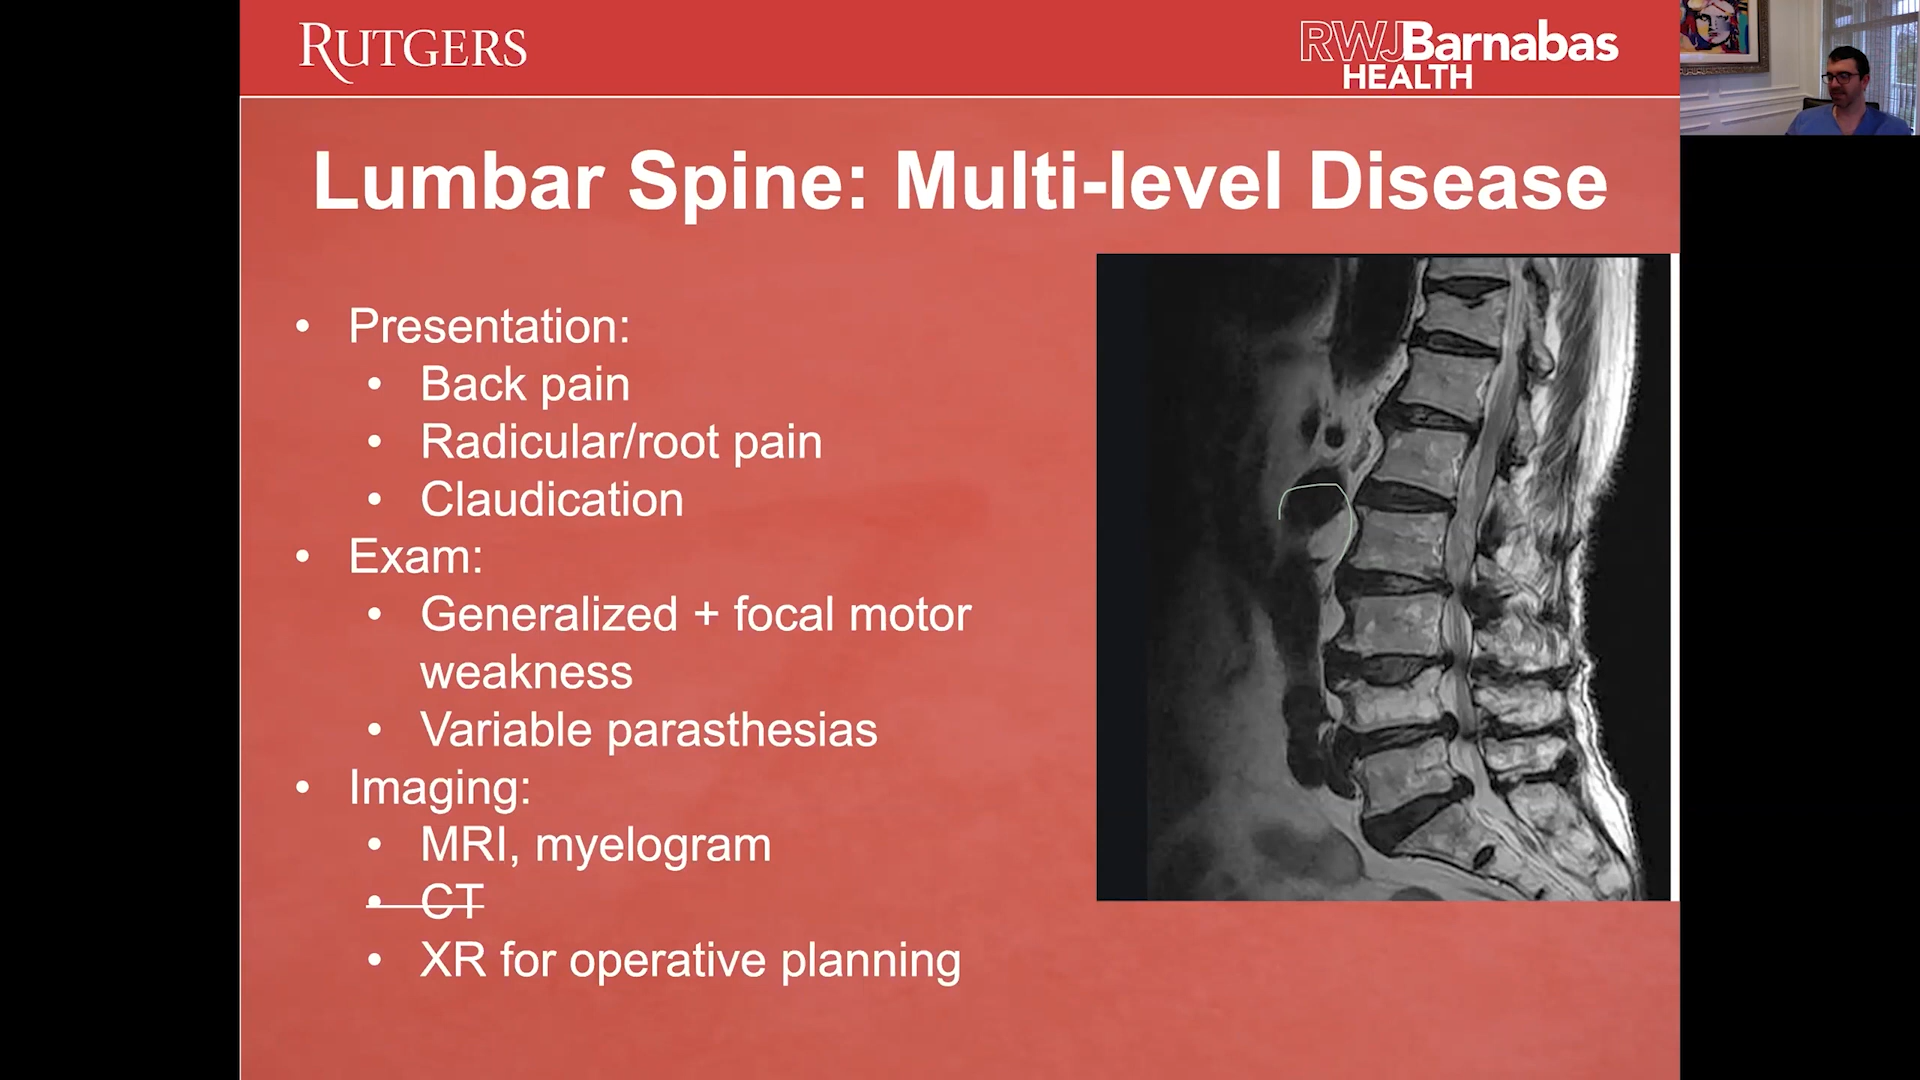 RUTGERS
RWJBarnabas
HEALTH
Lumbar Spine: Multi-level Disease
• Presentation:
• Back pain
• Radicular/root pain
• Claudication
• Exam:
• Generalized + focal motor
weakness
• Variable parasthesias
• Imaging:
• MRI, myelogram
• CT
• XR for operative planning